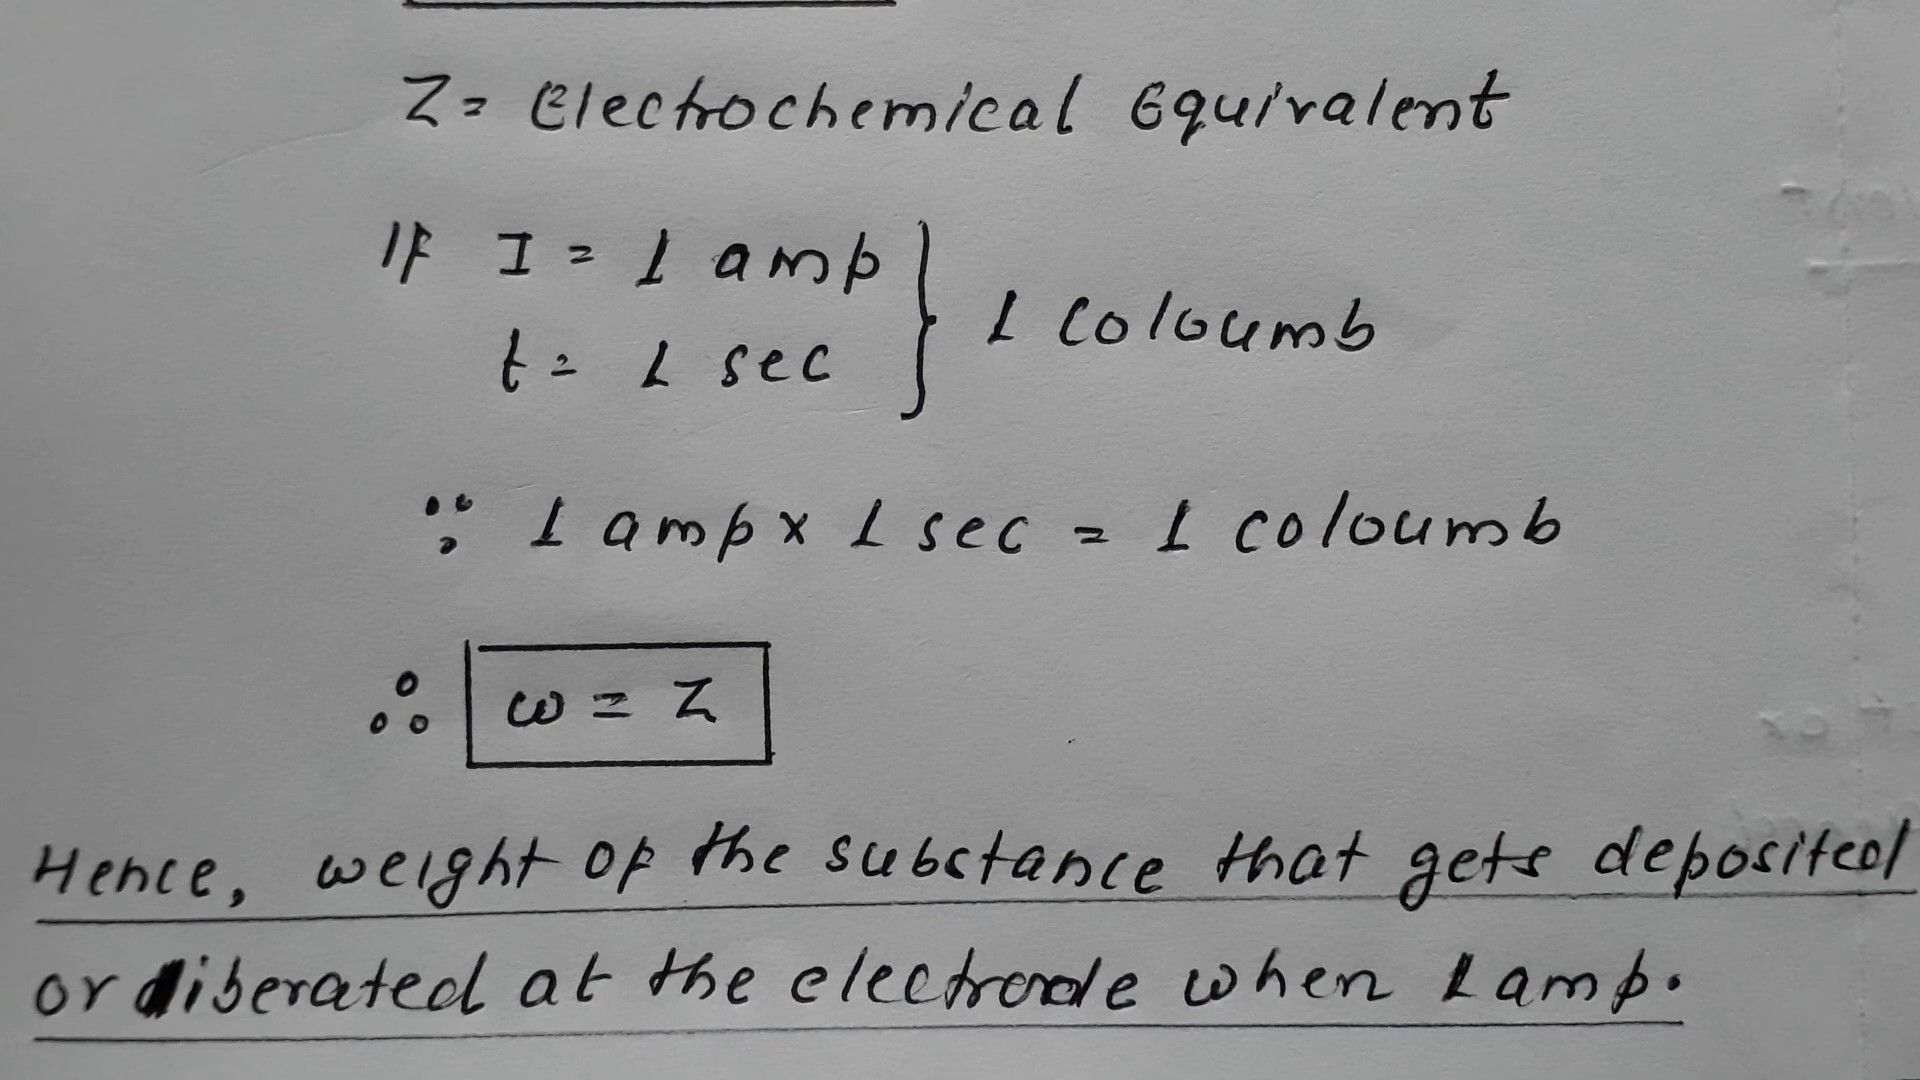 Z = Electrochemical Equivalent
If I = 1 amp
t = 1 sec } 1 Coloumb
∵ 1 amp x 1 sec = 1 coloumb
∴ w = Z
Hence, weight of the substance that gets deposited
or liberated at the electrode when 1 amp.